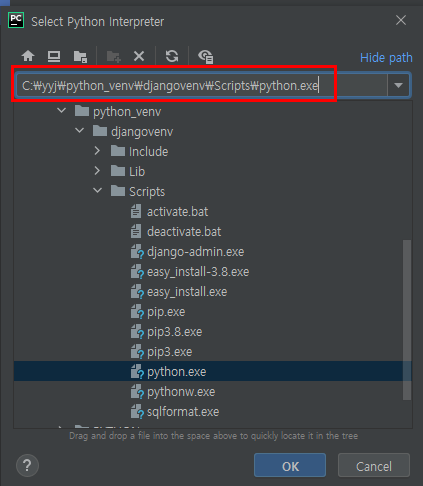 PC Select Python Interpreter
Hide path
C:₩yyj₩python_venv₩djangovenv₩Scripts₩python.exe
python_venv
djangovenv
Include
Lib
Scripts
activate.bat
deactivate.bat
django-admin.exe
easy_install-3.8.exe
easy_install.exe
pip.exe
pip3.8.exe
pip3.exe
python.exe
pythonw.exe
sqlformat.exe
Drag and drop a file into the space above to quickly locate it in the tree
? OK Cancel